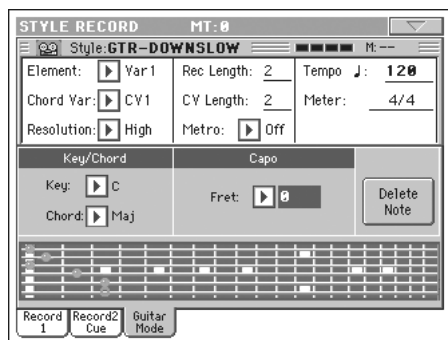 STYLE RECORD MT:0
Style:GTR-DOWNSLOW M:--
Element: Var1 Rec Length: 2 Tempo ♩: 120
Chord Var: CV1 CV Length: 2 Meter: 4/4
Resolution: High Metro: Off
Key/Chord Capo
Key: C
Fret: 0
Chord: Maj
Delete
Note
Record
1
Record2
Cue
Guitar
Mode